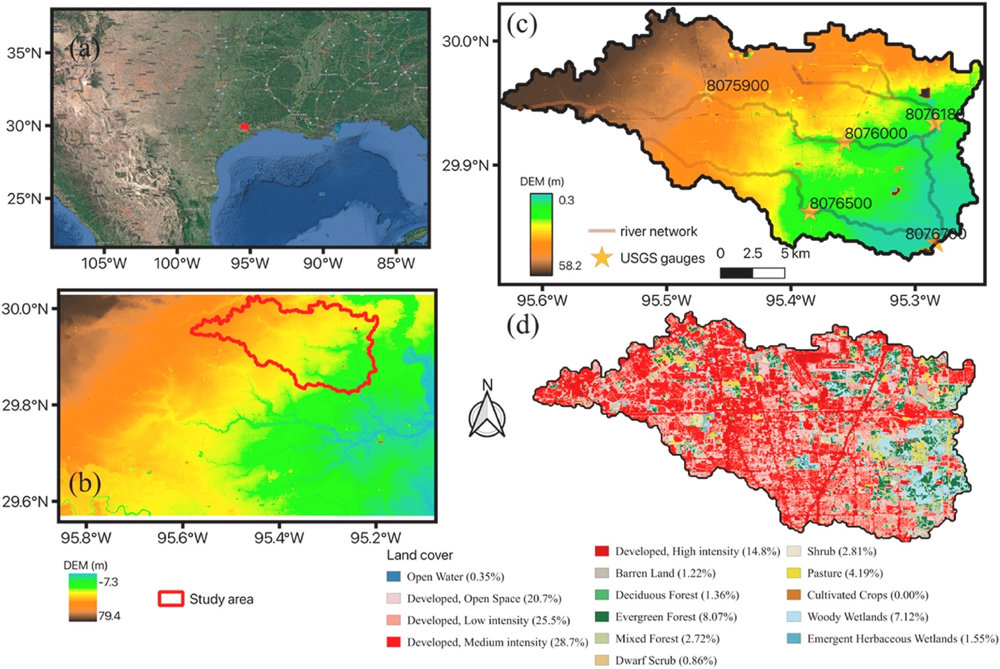 (a)
35°N
30°N
25°N
105°W
100°W
95°W
90°W
85°W
(c)
30.0°N
29.9°N
8075900
8076180
8076000
8076500
8076700
DEM (m)
0.3
58.2
river network
USGS gauges
0 2.5 5 km
95.6°W
95.5°W
95.4°W
95.3°W
30.0°N
29.8°N
29.6°N
(b)
95.8°W
95.6°W
95.4°W
95.2°W
DEM (m)
-7.3
79.4
Study area
(d)
N
Land cover
Open Water (0.35%)
Developed, Open Space (20.7%)
Developed, Low intensity (25.5%)
Developed, Medium intensity (28.7%)
Developed, High intensity (14.8%)
Barren Land (1.22%)
Deciduous Forest (1.36%)
Evergreen Forest (8.07%)
Mixed Forest (2.72%)
Dwarf Scrub (0.86%)
Shrub (2.81%)
Pasture (4.19%)
Cultivated Crops (0.00%)
Woody Wetlands (7.12%)
Emergent Herbaceous Wetlands (1.55%)